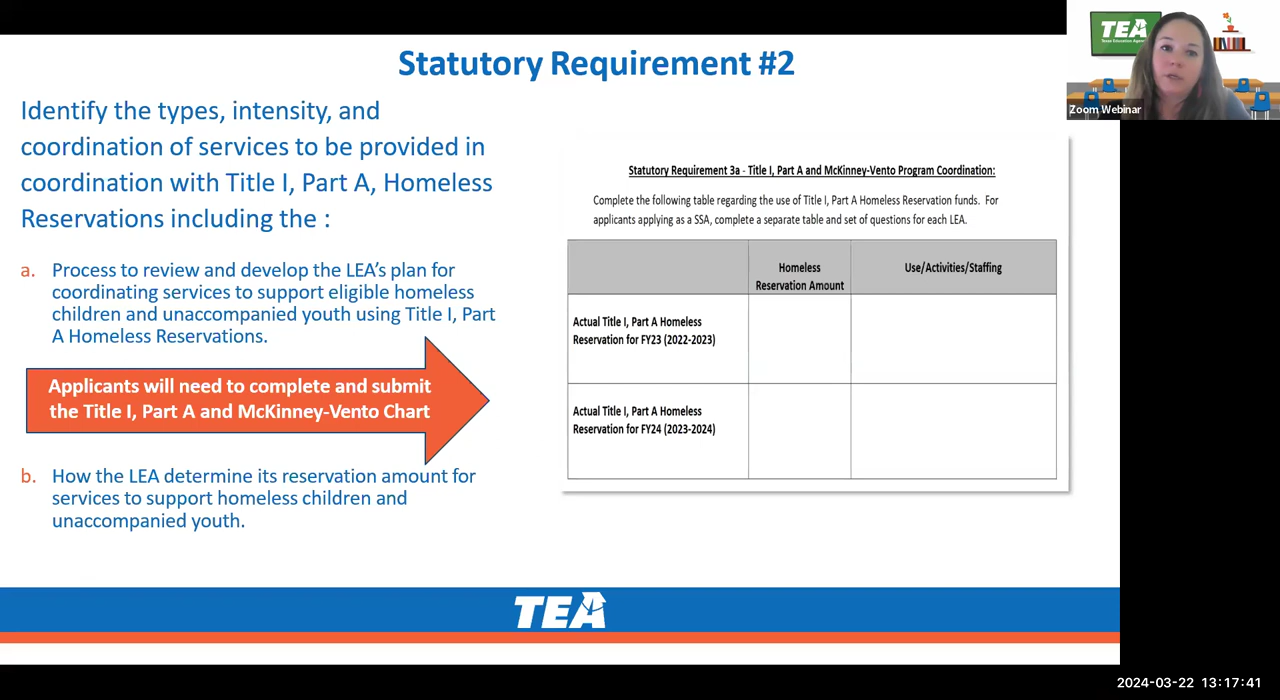 Statutory Requirement #2
Identify the types, intensity, and
coordination of services to be provided in
coordination with Title I, Part A, Homeless
Reservations including the :
a. Process to review and develop the LEA's plan for
coordinating services to support eligible homeless
children and unaccompanied youth using Title I, Part
A Homeless Reservations.
Applicants will need to complete and submit
the Title I, Part A and McKinney-Vento Chart
b. How the LEA determine its reservation amount for
services to support homeless children and
unaccompanied youth.
Statutory Requirement 3a - Title I, Part A and McKinney-Vento Program Coordination:
Complete the following table regarding the use of Title I, Part A Homeless Reservation funds. For
applicants applying as a SSA, complete a separate table and set of questions for each LEA.
Homeless
Reservation Amount
Use/Activities/Staffing
Actual Title I, Part A Homeless
Reservation for FY23 (2022-2023)
Actual Title I, Part A Homeless
Reservation for FY24 (2023-2024)
TEA
TEA
Texas Education Agency
Zoom Webinar
2024-03-22 13:17:41